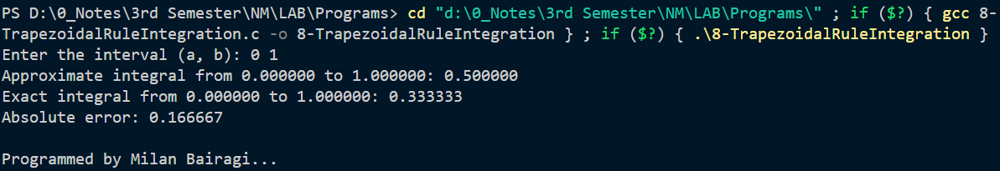 PS D:\0_Notes\3rd Semester\NM\LAB\Programs> cd "d:\0_Notes\3rd Semester\NM\LAB\Programs\" ; if ($?) { gcc 8-
TrapezoidalRuleIntegration.c -o 8-TrapezoidalRuleIntegration } ; if ($?) { .\8-TrapezoidalRuleIntegration }
Enter the interval (a, b): 0 1
Approximate integral from 0.000000 to 1.000000: 0.500000
Exact integral from 0.000000 to 1.000000: 0.333333
Absolute error: 0.166667
Programmed by Milan Bairagi...